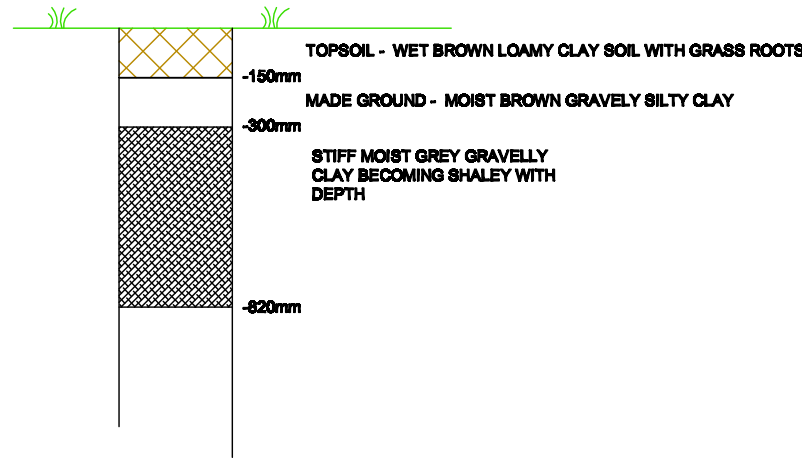 TOPSOIL - WET BROWN LOAMY CLAY SOIL WITH GRASS ROOTS
-150mm
MADE GROUND - MOIST BROWN GRAVELY SILTY CLAY
-300mm
STIFF MOIST GREY GRAVELLY
CLAY BECOMING SHALEY WITH
DEPTH
-820mm